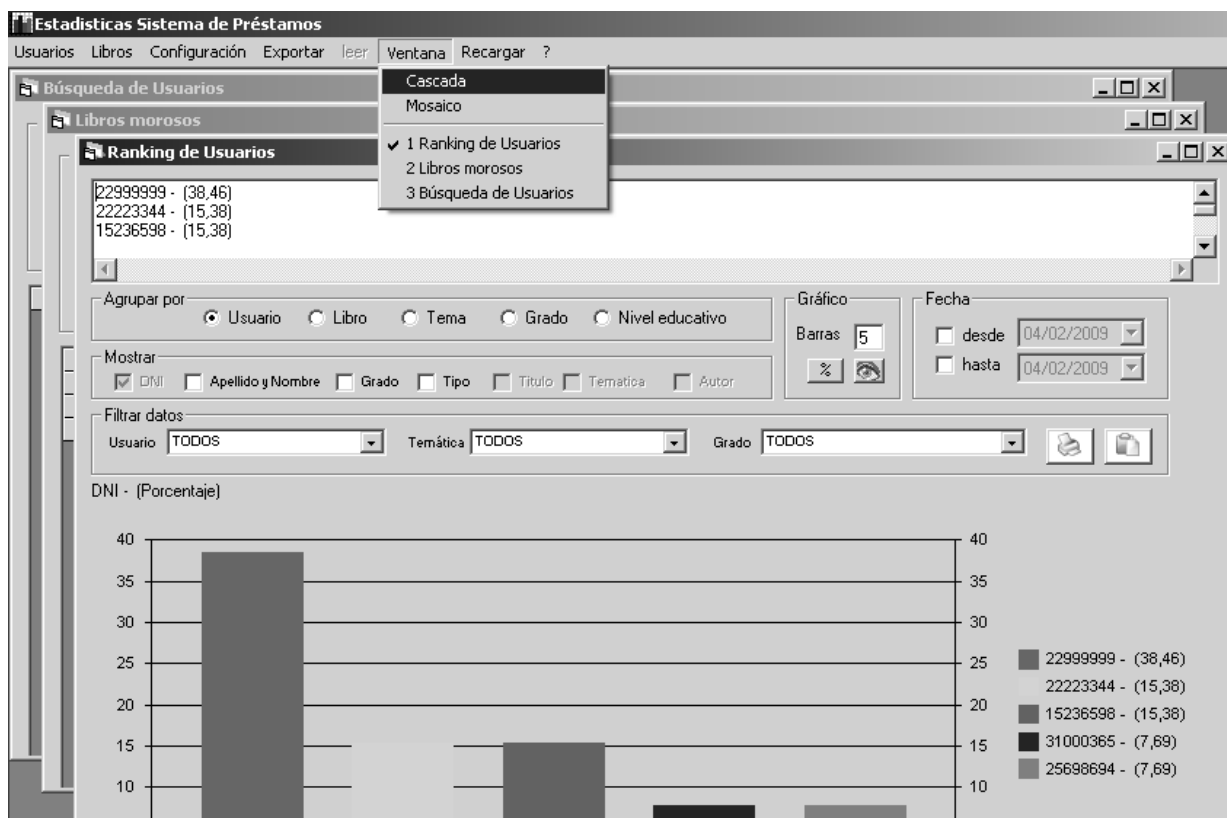 Estadisticas Sistema de Préstamos
Usuarios Libros Configuración Exportar leer Ventana Recargar ?
Cascada
Mosaico
1 Ranking de Usuarios
2 Libros morosos
3 Búsqueda de Usuarios
Búsqueda de Usuarios
Libros morosos
Ranking de Usuarios
22999999 - (38,46)
22223344 - (15,38)
15236598 - (15,38)
Agrupar por
Usuario Libro Tema Grado Nivel educativo
Mostrar
DNI Apellido y Nombre Grado Tipo Titulo Tematica Autor
Gráfico
Barras 5
%
Fecha
desde 04/02/2009
hasta 04/02/2009
Filtrar datos
Usuario TODOS Temática TODOS Grado TODOS
DNI - (Porcentaje)
40 40
35 35
30 30
25 25
20 20
15 15
10 10
22999999 - (38,46)
22223344 - (15,38)
15236598 - (15,38)
31000365 - (7,69)
25698694 - (7,69)